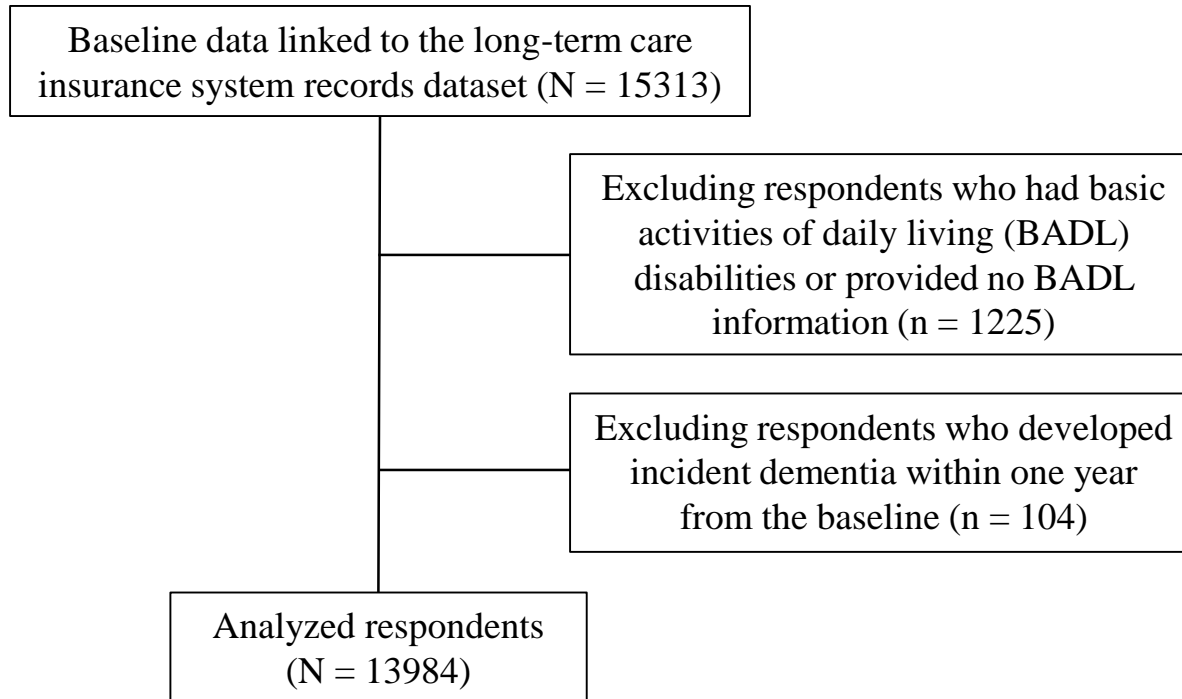 Baseline data linked to the long-term care
insurance system records dataset (N = 15313)
Excluding respondents who had basic
activities of daily living (BADL)
disabilities or provided no BADL
information (n = 1225)
Excluding respondents who developed
incident dementia within one year
from the baseline (n = 104)
Analyzed respondents
(N = 13984)